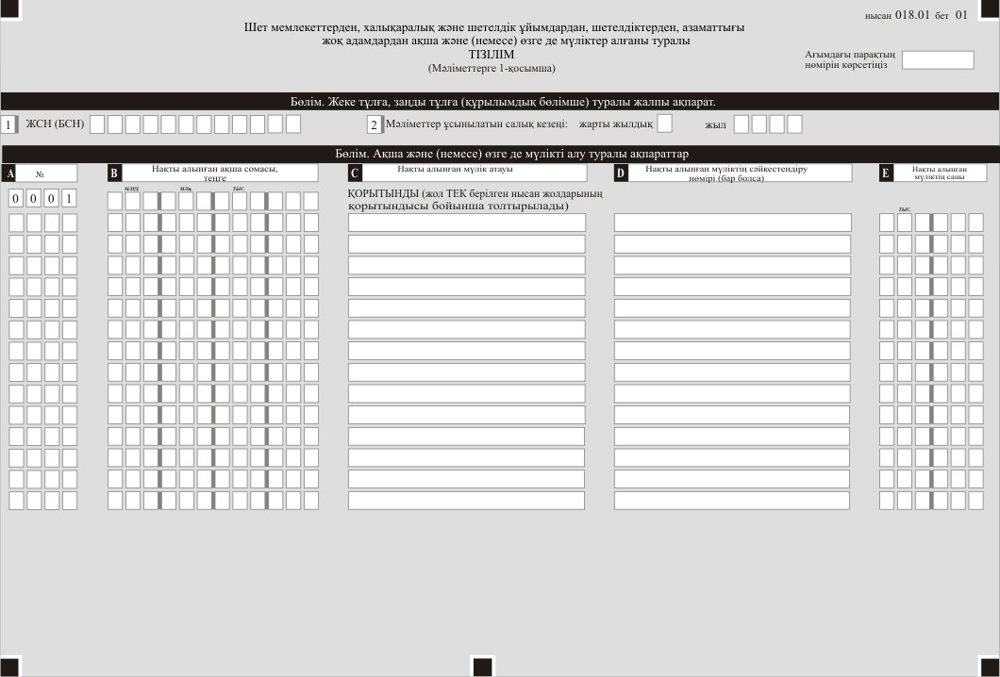 нысан 018.01 бет 01
Шет мемлекеттерден, халықаралық және шетелдік ұйымдардан, шетелдіктерден, азаматтығы
жоқ адамдардан ақша және (немесе) өзге де мүліктер алғаны туралы
ТІЗІЛІМ
(Мәліметтерге 1-қосымша)
Ағымдағы парақтың
нөмірін көрсетіңіз
Бөлім. Жеке тұлға, заңды тұлға (құрылымдық бөлімше) туралы жалпы ақпарат.
1 ЖСН (БСН) 2 Мәліметтер ұсынылатын салық кезеңі: жарты жылдық жыл
Бөлім. Ақша және (немесе) өзге де мүлікті алу туралы ақпараттар
A № B Нақты алынған ақша сомасы, C Нақты алынған мүлік атауы D Нақты алынған мүліктің сәйкестендіру E Нақты алынған
теңге нөмірі (бар болса) мүліктің саны
млрд. млн. тыс.
0 0 0 1 ҚОРЫТЫНДЫ (жол ТЕК берілген нысан жолдарының
қорытындысы бойынша толтырылады)
тыс.